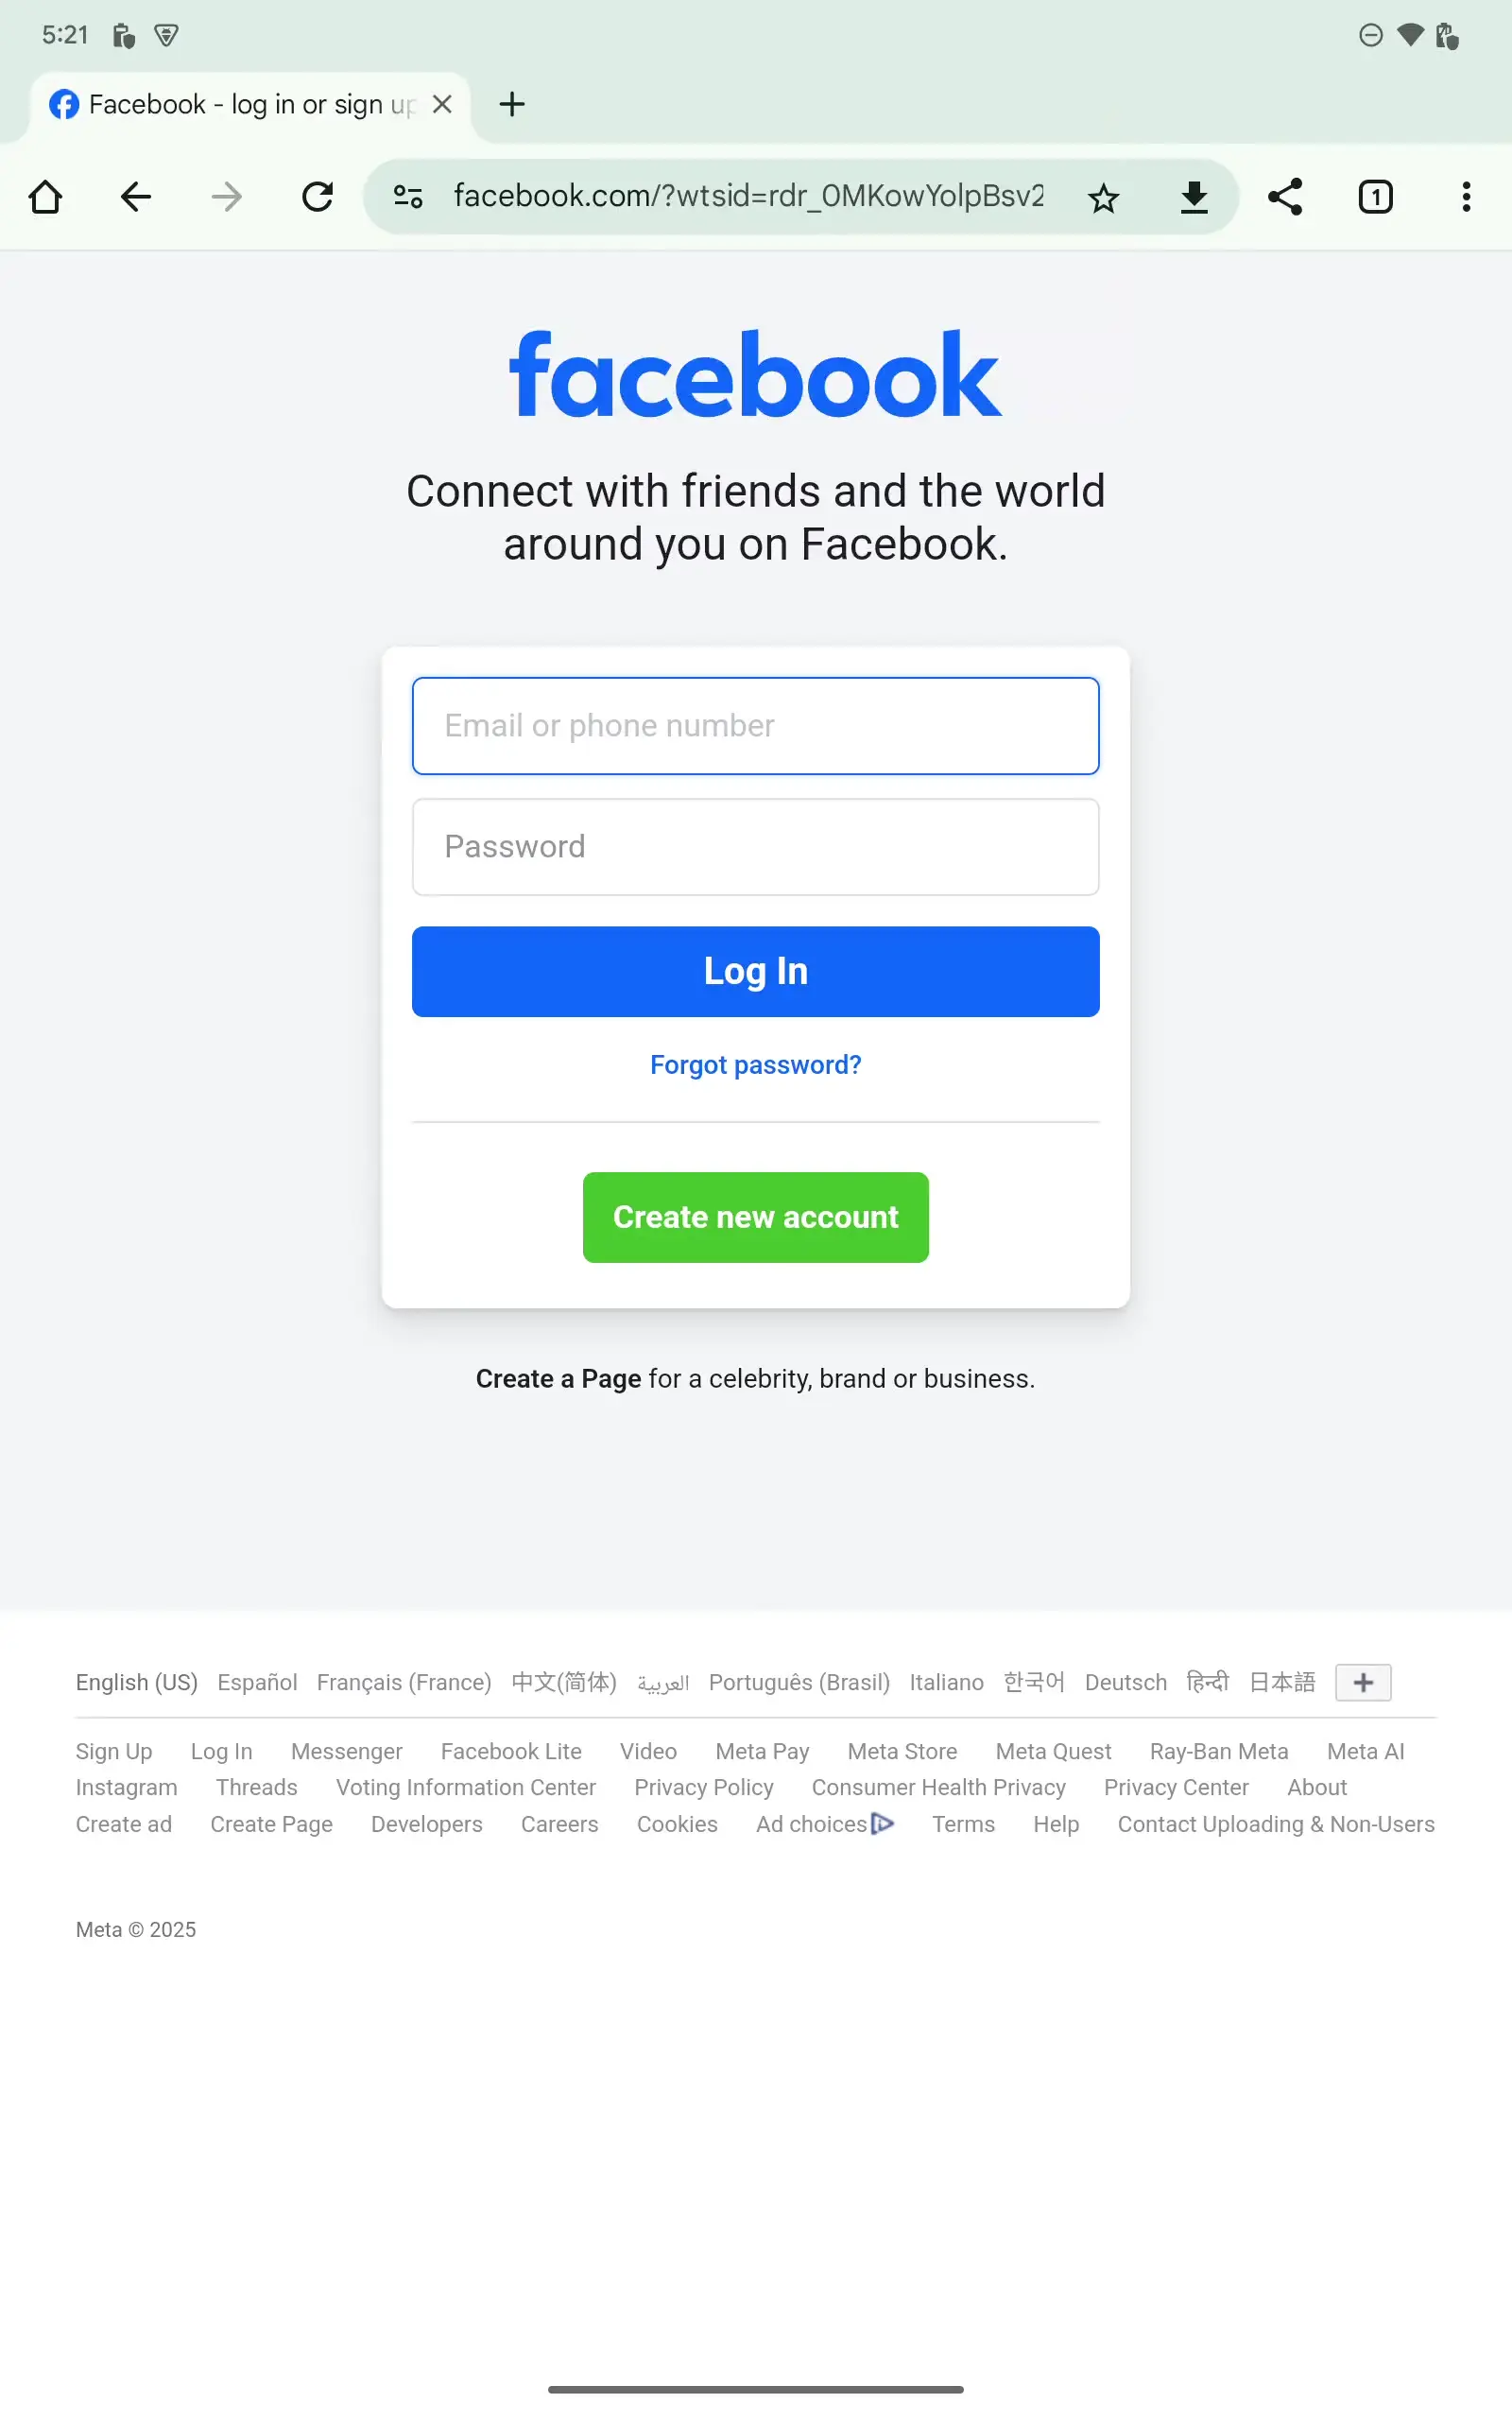 5:21
Facebook - log in or sign up
facebook.com/?wtsid=rdr_0MKowYolpBsv2
1
facebook
Connect with friends and the world
around you on Facebook.
Email or phone number
Password
Log In
Forgot password?
Create new account
Create a Page for a celebrity, brand or business.
English (US) Español Français (France) 中文(简体) العربية Português (Brasil) Italiano 한국어 Deutsch हिन्दी 日本語
Sign Up Log In Messenger Facebook Lite Video Meta Pay Meta Store Meta Quest Ray-Ban Meta Meta AI
Instagram Threads Voting Information Center Privacy Policy Consumer Health Privacy Privacy Center About
Create ad Create Page Developers Careers Cookies Ad choices Terms Help Contact Uploading & Non-Users
Meta © 2025